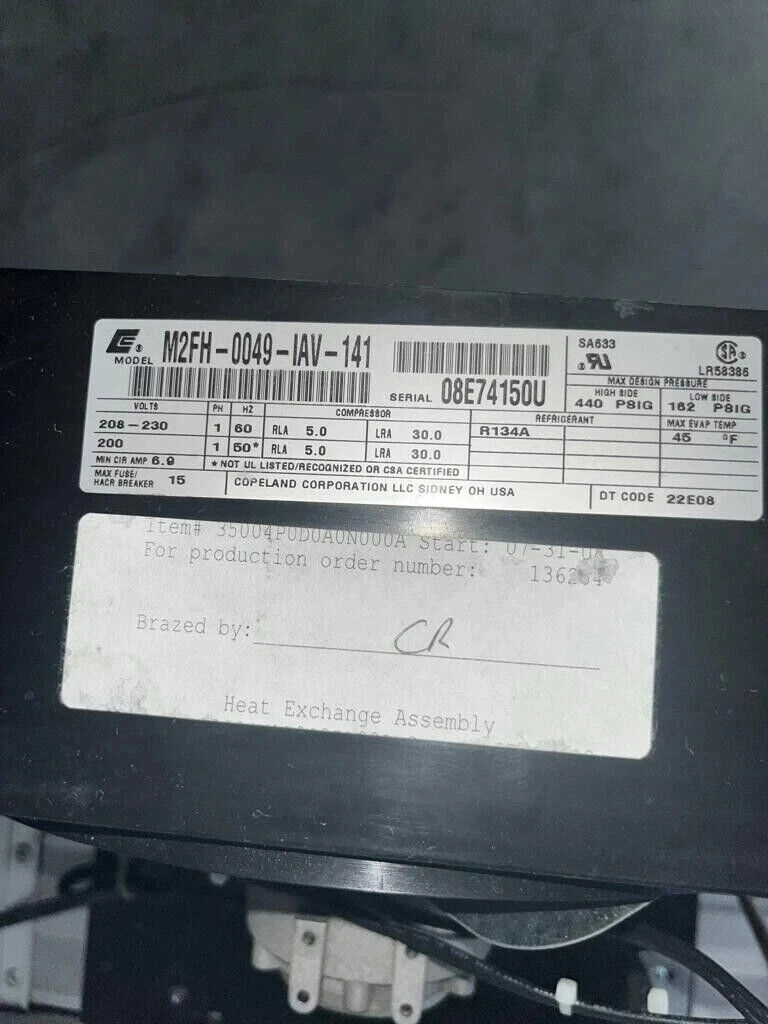 MODEL M2FH-0049-IAV-141
SERIAL 08E74150U
SA633
LR58386
MAX DESIGN PRESSURE
HIGH SIDE LOW SIDE
440 PSIG 162 PSIG
VOLTS PH HZ COMPRESSOR REFRIGERANT MAX EVAP TEMP
208-230 1 60 RLA 5.0 LRA 30.0 R134A 45 °F
200 1 50* RLA 5.0 LRA 30.0
MIN CIR AMP 6.9 * NOT UL LISTED/RECOGNIZED OR CSA CERTIFIED
MAX FUSE/
HACR BREAKER 15 COPELAND CORPORATION LLC SIDNEY OH USA DT CODE 22E08
Item# 35004P0D0A0N000A Start:
For production order number:
Brazed by: CR
Heat Exchange Assembly